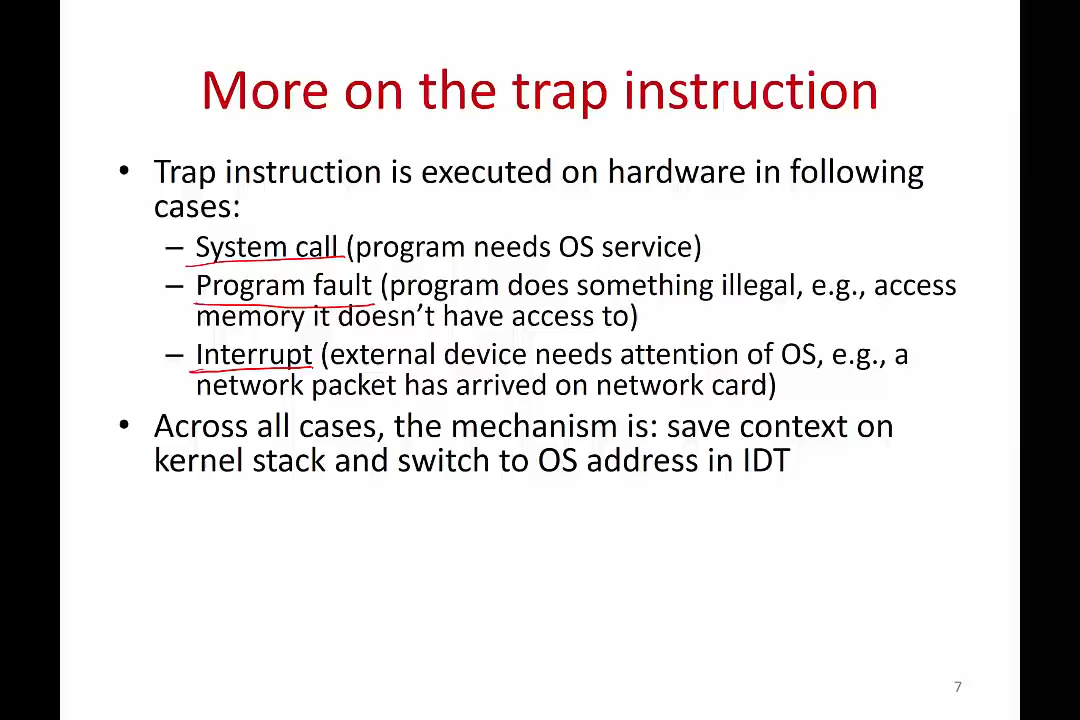 More on the trap instruction
• Trap instruction is executed on hardware in following
cases:
– System call (program needs OS service)
– Program fault (program does something illegal, e.g., access
memory it doesn't have access to)
– Interrupt (external device needs attention of OS, e.g., a
network packet has arrived on network card)
• Across all cases, the mechanism is: save context on
kernel stack and switch to OS address in IDT
7